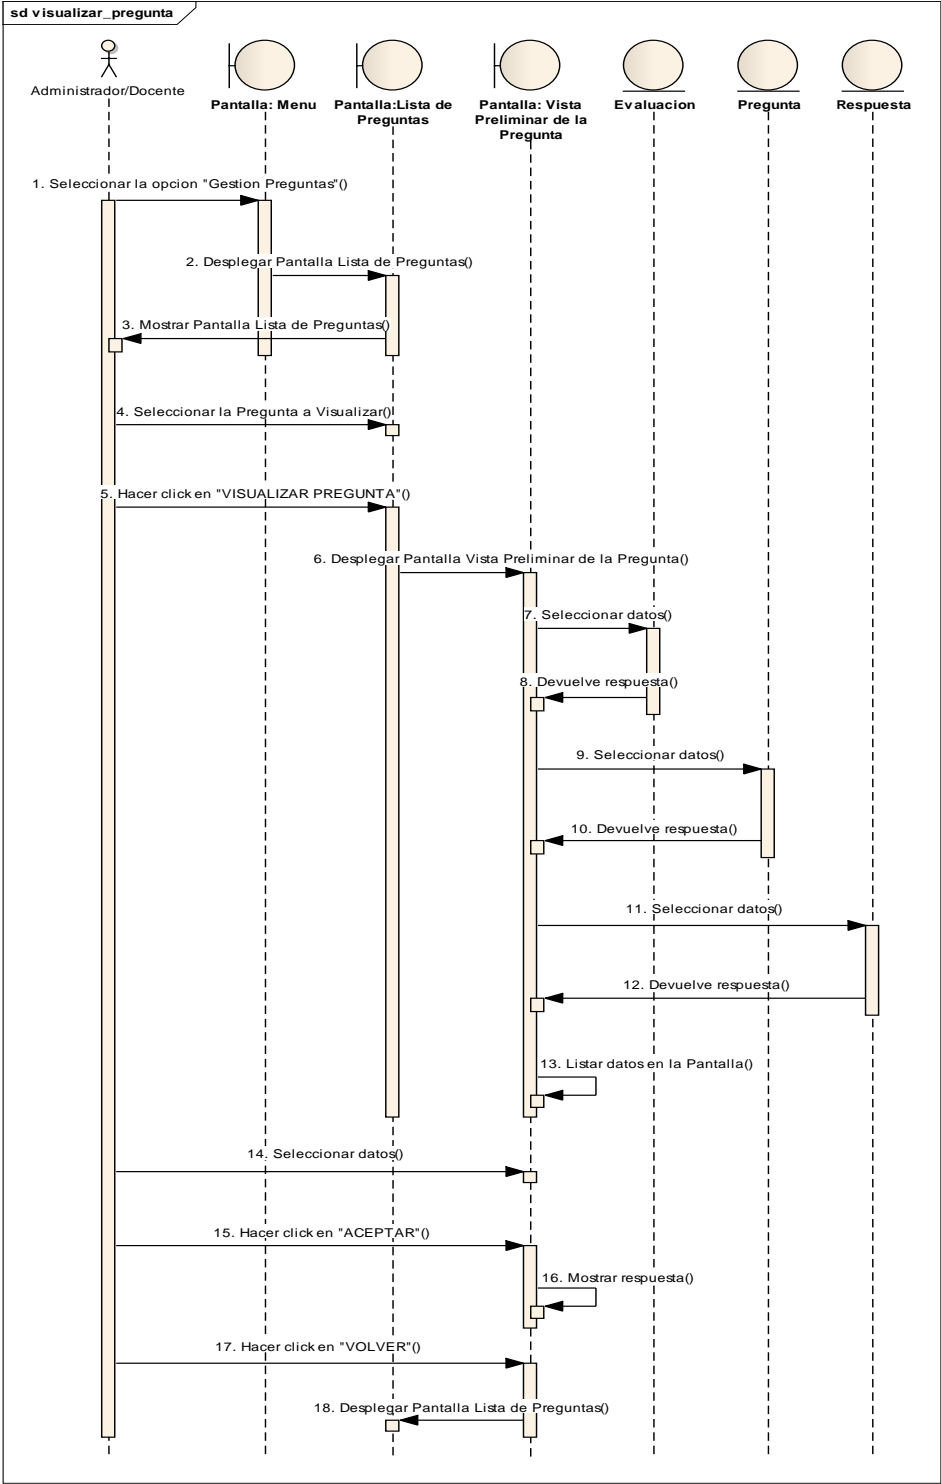 sd visualizar_pregunta
Administrador/Docente
Pantalla: Menu
Pantalla:Lista de
Preguntas
Pantalla: Vista
Preliminar de la
Pregunta
Evaluacion
Pregunta
Respuesta
1. Seleccionar la opcion "Gestion Preguntas"()
2. Desplegar Pantalla Lista de Preguntas()
3. Mostrar Pantalla Lista de Preguntas()
4. Seleccionar la Pregunta a Visualizar()
5. Hacer click en "VISUALIZAR PREGUNTA"()
6. Desplegar Pantalla Vista Preliminar de la Pregunta()
7. Seleccionar datos()
8. Devuelve respuesta()
9. Seleccionar datos()
10. Devuelve respuesta()
11. Seleccionar datos()
12. Devuelve respuesta()
13. Listar datos en la Pantalla()
14. Seleccionar datos()
15. Hacer click en "ACEPTAR"()
16. Mostrar respuesta()
17. Hacer click en "VOLVER"()
18. Desplegar Pantalla Lista de Preguntas()